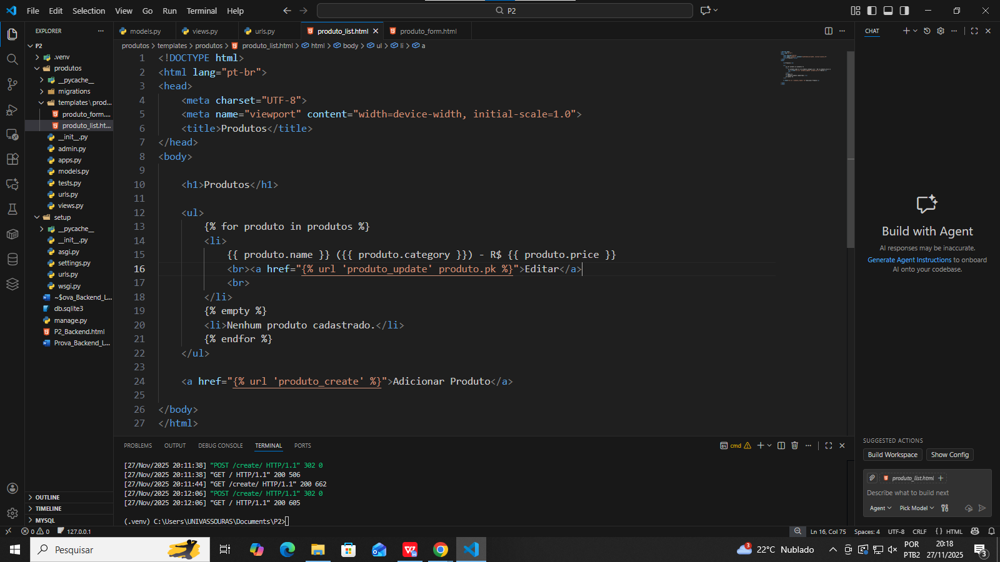 File Edit Selection View Go Run Terminal Help
P2
EXPLORER
P2
.venv
produtos
__pycache__
migrations
templates \ prod...
produto_form....
produto_list.ht...
__init__.py
admin.py
apps.py
models.py
tests.py
urls.py
views.py
setup
__pycache__
__init__.py
asgi.py
settings.py
urls.py
wsgi.py
~$ova_Backend_L...
db.sqlite3
manage.py
P2_Backend.html
Prova_Backend_L...
OUTLINE
TIMELINE
MYSQL
models.py views.py urls.py produto_list.html produto_form.html
produtos > templates > produtos > produto_list.html > html > body > ul > li > a
1 <!DOCTYPE html>
2 <html lang="pt-br">
3 <head>
4 <meta charset="UTF-8">
5 <meta name="viewport" content="width=device-width, initial-scale=1.0">
6 <title>Produtos</title>
7 </head>
8 <body>
9
10 <h1>Produtos</h1>
11
12 <ul>
13 {% for produto in produtos %}
14 <li>
15 {{ produto.name }} ({{ produto.category }}) - R$ {{ produto.price }}
16 <br><a href="{% url 'produto_update' produto.pk %}">Editar</a>
17 <br>
18 </li>
19 {% empty %}
20 <li>Nenhum produto cadastrado.</li>
21 {% endfor %}
22 </ul>
23
24 <a href="{% url 'produto_create' %}">Adicionar Produto</a>
25
26 </body>
27 </html>
PROBLEMS OUTPUT DEBUG CONSOLE TERMINAL PORTS
cmd
[27/Nov/2025 20:11:38] "POST /create/ HTTP/1.1" 302 0
[27/Nov/2025 20:11:38] "GET / HTTP/1.1" 200 506
[27/Nov/2025 20:11:44] "GET /create/ HTTP/1.1" 200 662
[27/Nov/2025 20:12:06] "POST /create/ HTTP/1.1" 302 0
[27/Nov/2025 20:12:06] "GET / HTTP/1.1" 200 605
(.venv) C:\Users\UNIVASSOURAS\Documents\P2>
CHAT
Build with Agent
AI responses may be inaccurate.
Generate Agent Instructions to onboard
AI onto your codebase.
SUGGESTED ACTIONS
Build Workspace Show Config
produto_list.html
Describe what to build next
Agent Pick Model
0 0 127.0.0.1
Ln 16, Col 75 Spaces: 4 UTF-8 CRLF HTML
Pesquisar
3
22°C Nublado
POR
PTB2
20:18
27/11/2025
3